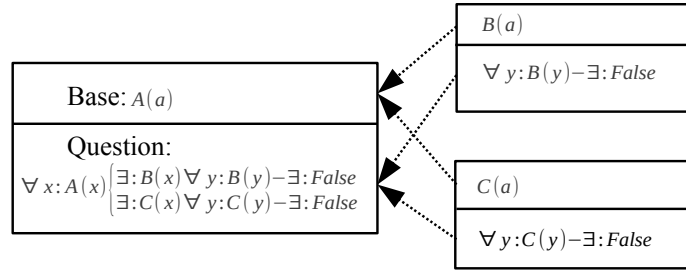 Base: A(a)
Question:
∀ x : A(x) { ∃ : B(x) ∀ y : B(y) − ∃ : False
∃ : C(x) ∀ y : C(y) − ∃ : False
B(a)
∀ y : B(y) − ∃ : False
C(a)
∀ y : C(y) − ∃ : False